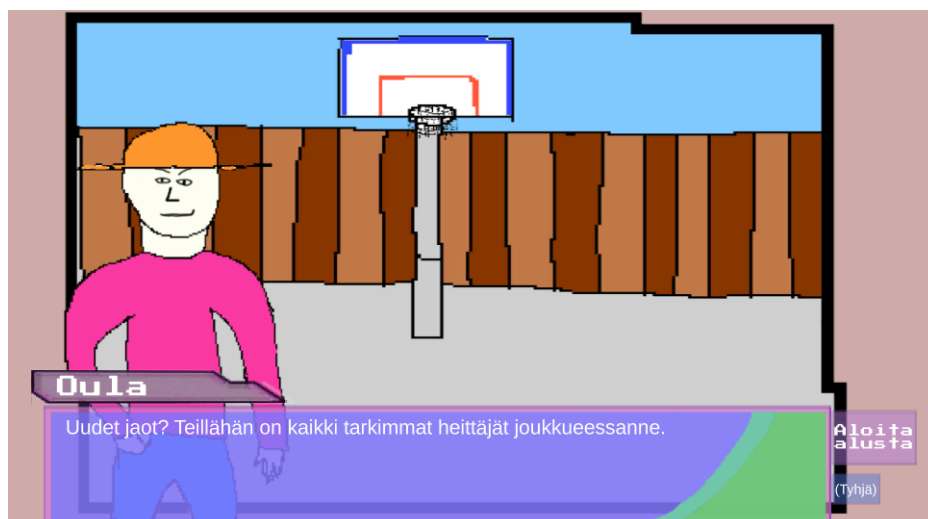 Oula
Uudet jaot? Teillähän on kaikki tarkimmat heittäjät joukkueessanne.
Aloita
alusta
(Tyhjä)